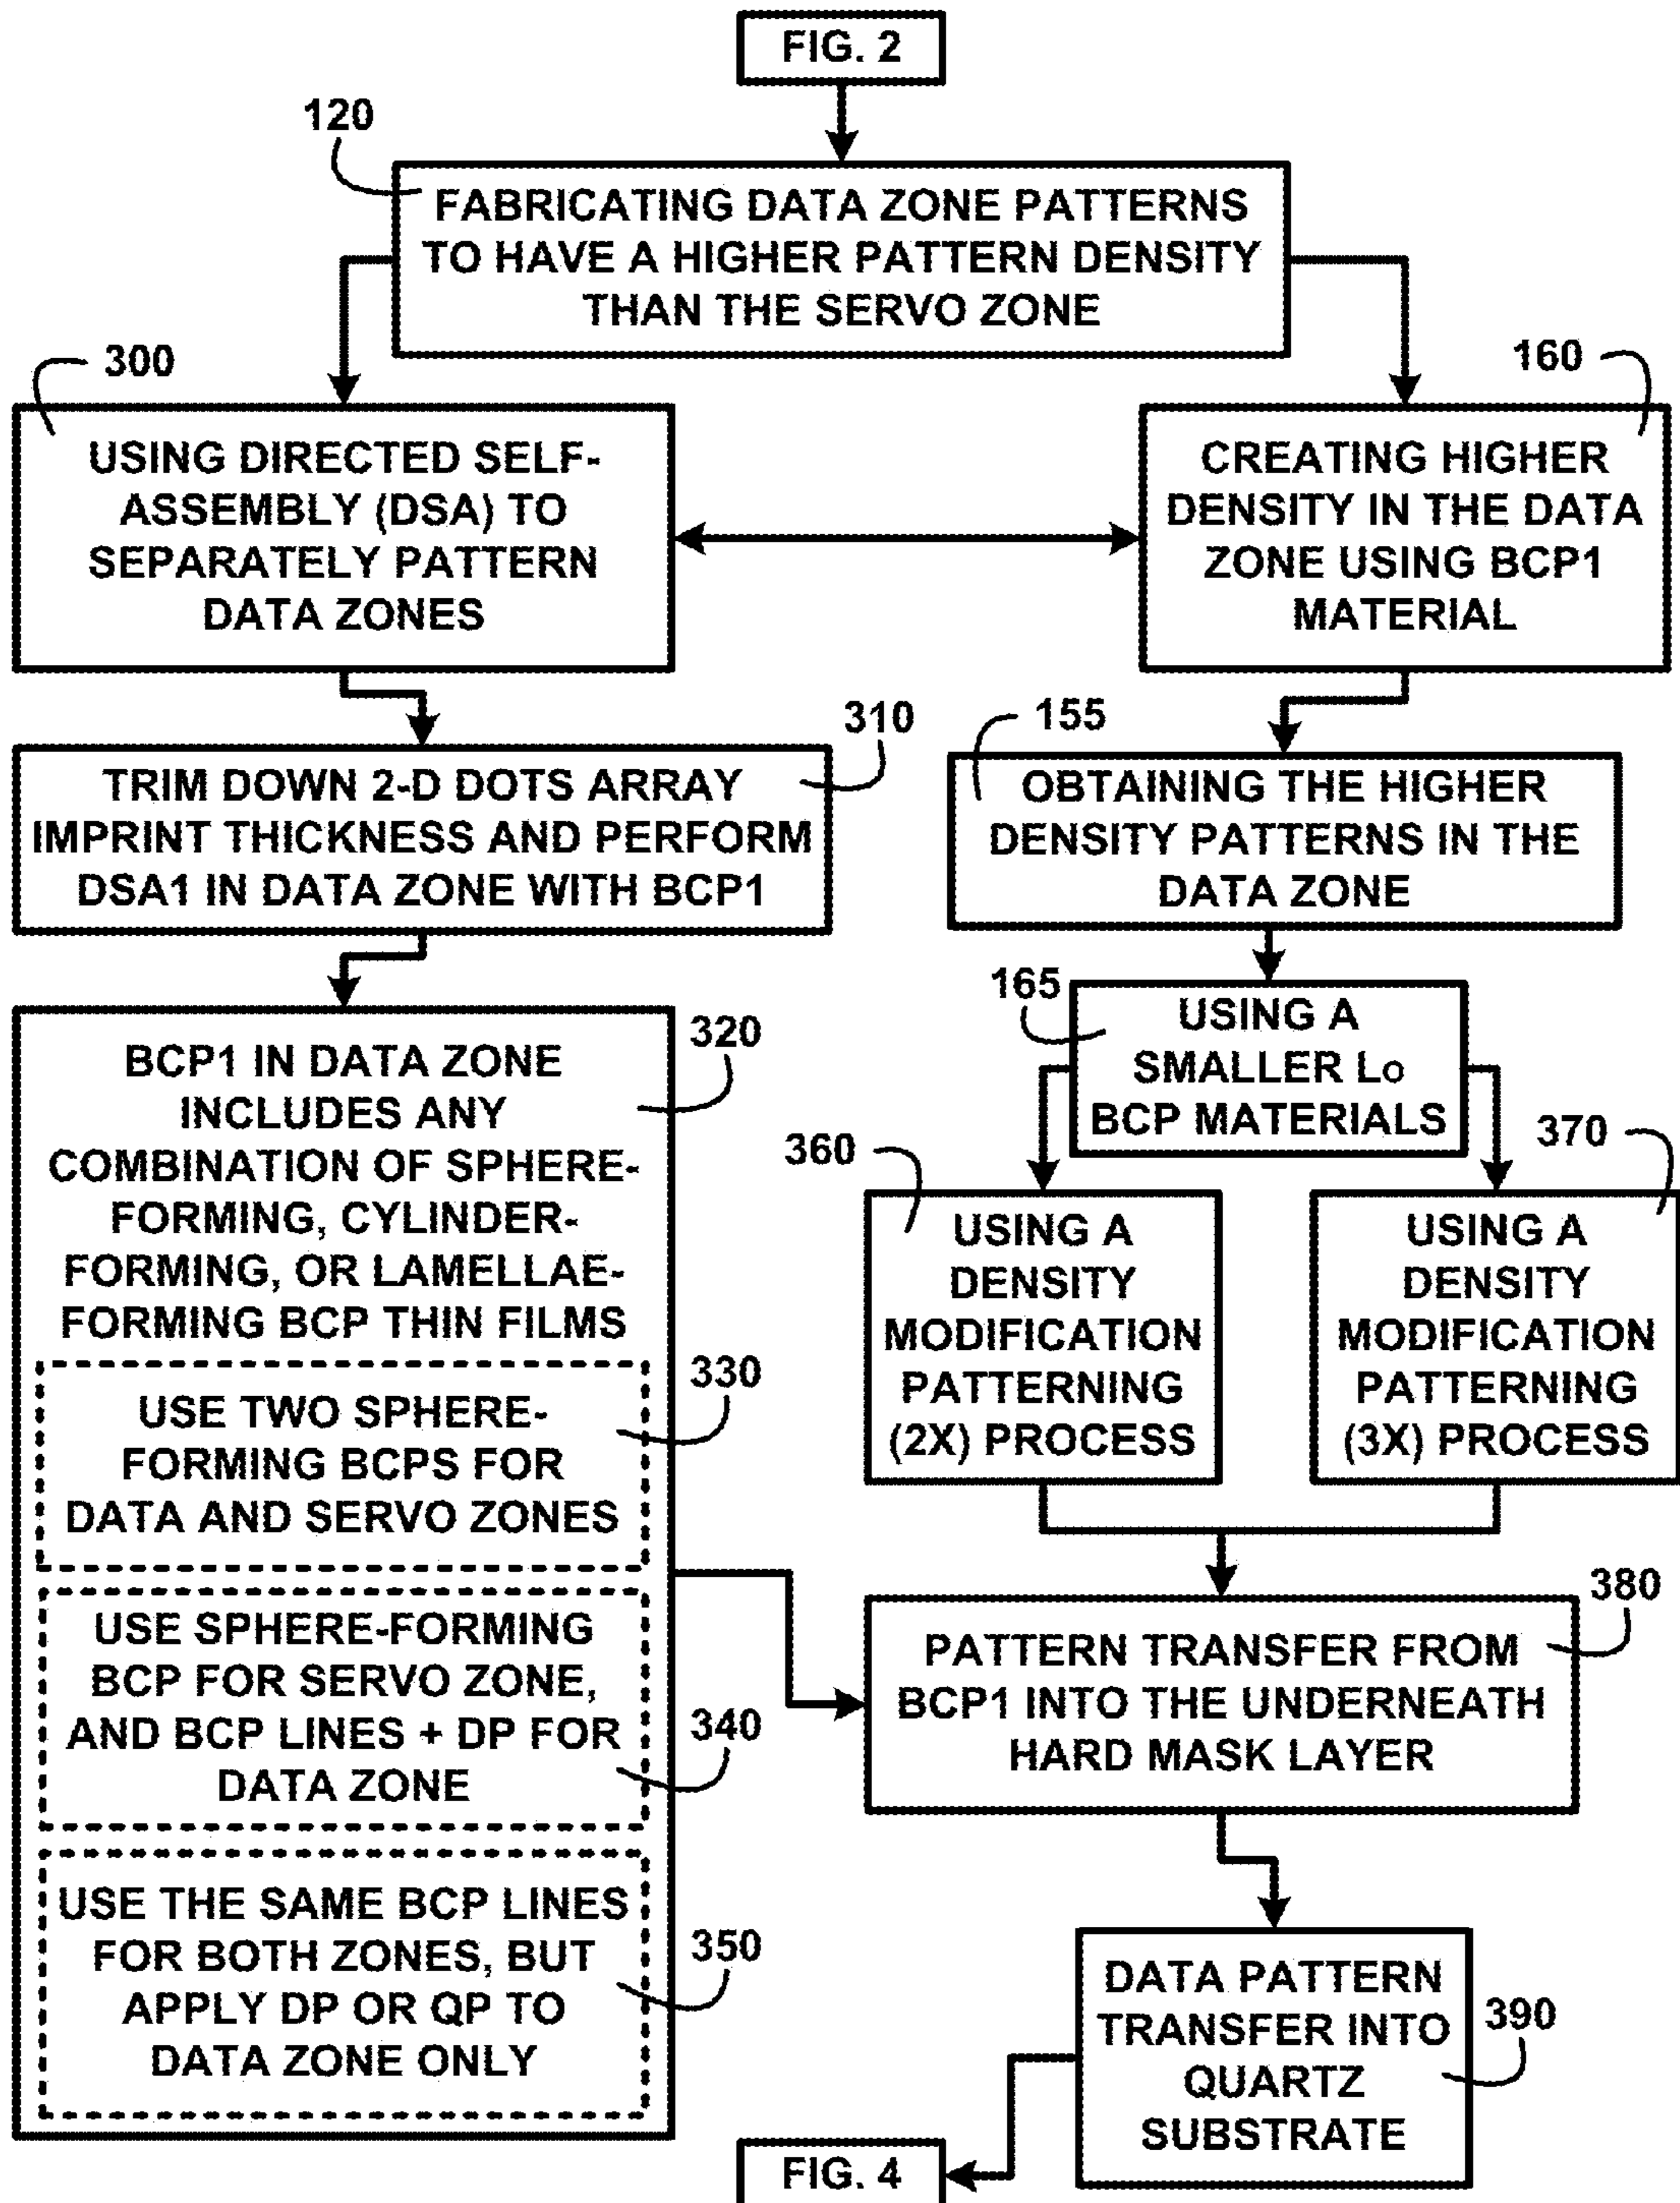 FIG. 2
120
FABRICATING DATA ZONE PATTERNS
TO HAVE A HIGHER PATTERN DENSITY
THAN THE SERVO ZONE
300
USING DIRECTED SELF-
ASSEMBLY (DSA) TO
SEPARATELY PATTERN
DATA ZONES
160
CREATING HIGHER
DENSITY IN THE DATA
ZONE USING BCP1
MATERIAL
310
TRIM DOWN 2-D DOTS ARRAY
IMPRINT THICKNESS AND PERFORM
DSA1 IN DATA ZONE WITH BCP1
155
OBTAINING THE HIGHER
DENSITY PATTERNS IN THE
DATA ZONE
165
USING A
SMALLER LO
BCP MATERIALS
320
BCP1 IN DATA ZONE
INCLUDES ANY
COMBINATION OF SPHERE-
FORMING, CYLINDER-
FORMING, OR LAMELLAE-
FORMING BCP THIN FILMS
330
USE TWO SPHERE-
FORMING BCPS FOR
DATA AND SERVO ZONES
USE SPHERE-FORMING
BCP FOR SERVO ZONE,
AND BCP LINES + DP FOR
DATA ZONE
340
USE THE SAME BCP LINES
FOR BOTH ZONES, BUT
APPLY DP OR QP TO
DATA ZONE ONLY
350
360
USING A
DENSITY
MODIFICATION
PATTERNING
(2X) PROCESS
370
USING A
DENSITY
MODIFICATION
PATTERNING
(3X) PROCESS
380
PATTERN TRANSFER FROM
BCP1 INTO THE UNDERNEATH
HARD MASK LAYER
DATA PATTERN
TRANSFER INTO
QUARTZ
SUBSTRATE
390
FIG. 4